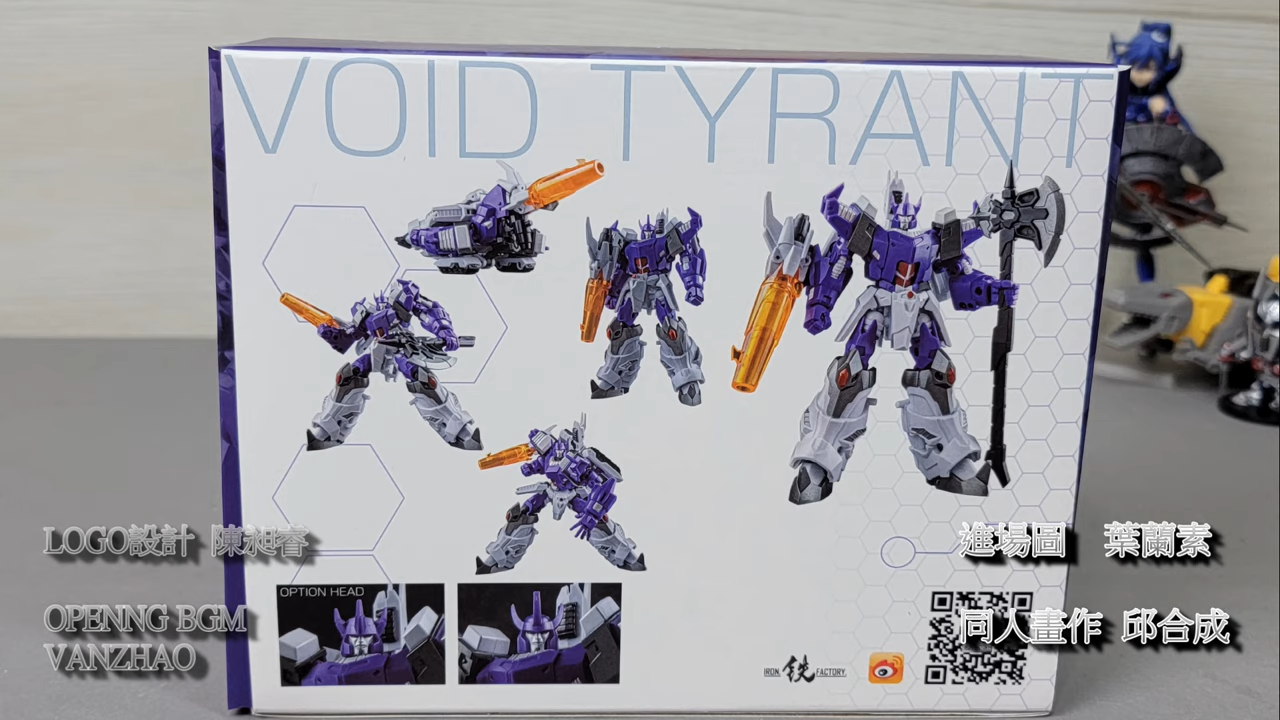 VOID TYRANT
LOGO設計 陳昶睿
進場圖 葉蘭素
OPENNG BGM
VANZHAO
同人畫作 邱合成
OPTION HEAD
IRON 鉄 FACTORY